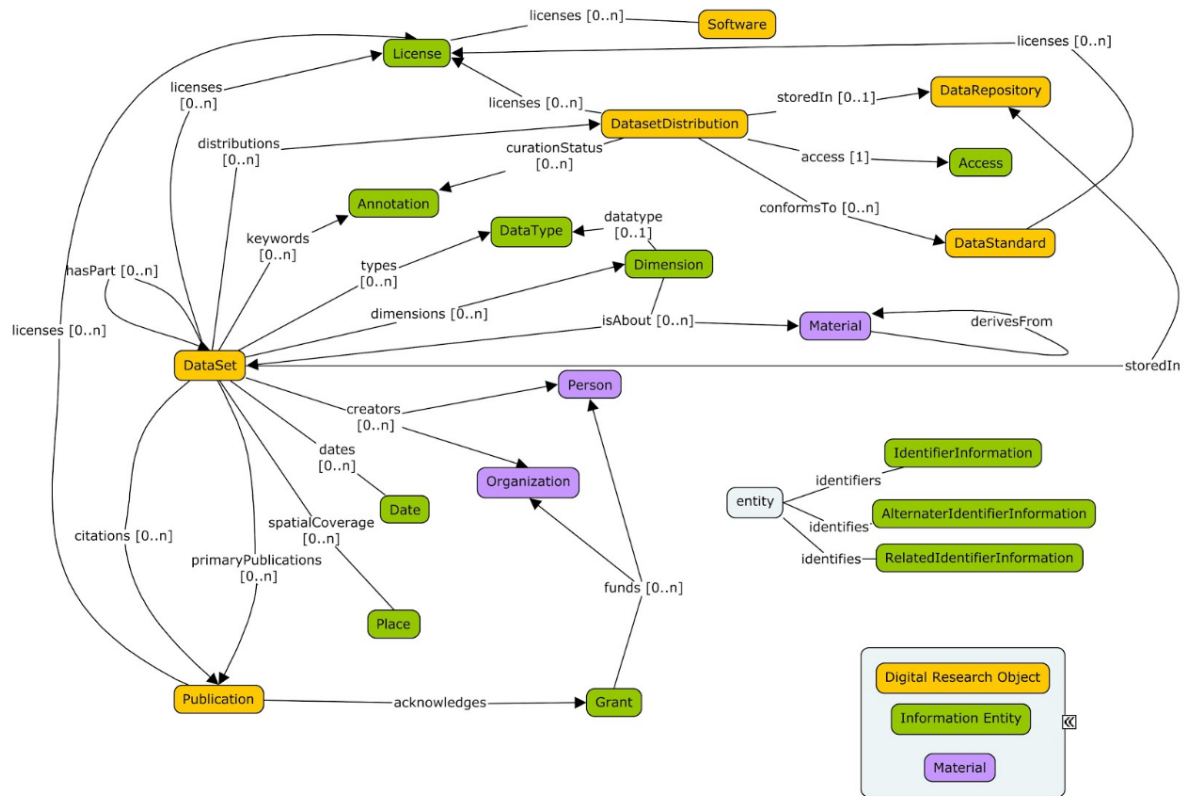 licenses [0..n]
Software
License
licenses [0..n]
licenses
[0..n]
licenses [0..n]
storedIn [0..1]
DataRepository
DatasetDistribution
distributions
[0..n]
curationStatus
[0..n]
access [1]
Access
Annotation
conformsTo [0..n]
keywords
[0..n]
DataType
datatype
[0..1]
DataStandard
hasPart [0..n]
types
[0..n]
Dimension
licenses [0..n]
dimensions [0..n]
isAbout [0..n]
Material
derivesFrom
DataSet
storedIn
Person
creators
[0..n]
dates
[0..n]
Organization
IdentifierInformation
identifiers
entity
Date
AlternaterIdentifierInformation
identifies
spatialCoverage
[0..n]
citations [0..n]
primaryPublications
[0..n]
RelatedIdentifierInformation
identifies
funds [0..n]
Place
Publication
acknowledges
Grant
Digital Research Object
Information Entity
Material